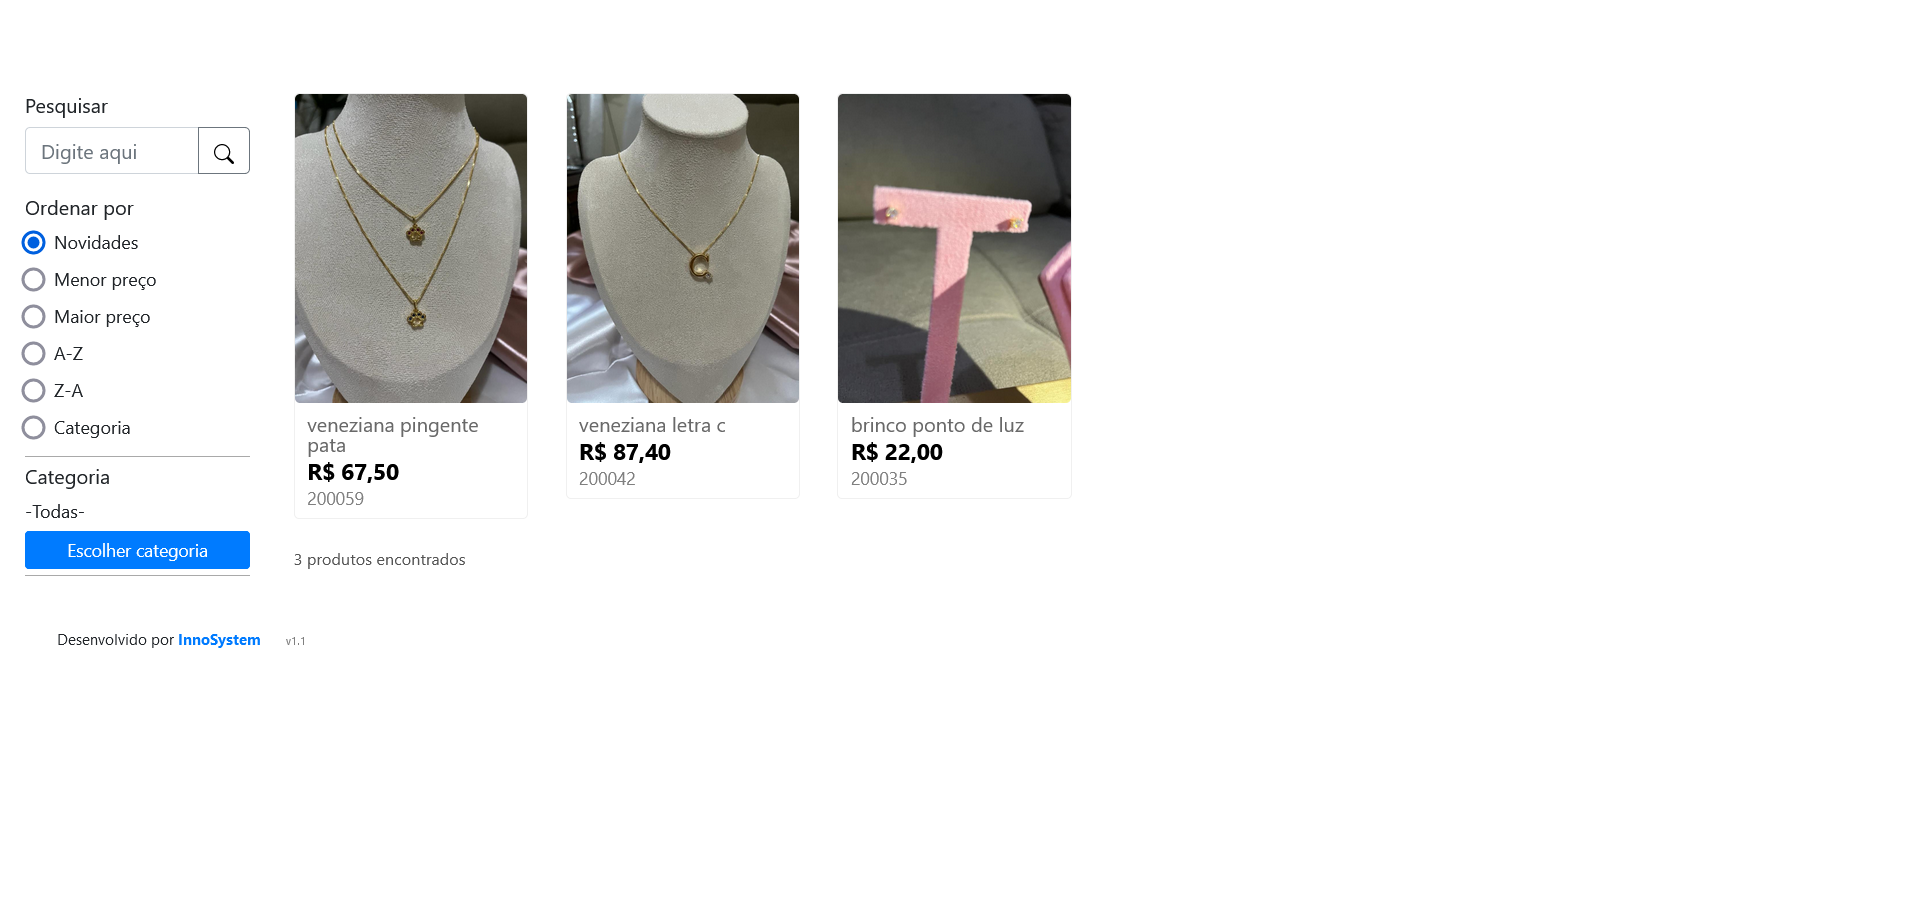 Pesquisar
Digite aqui
Ordenar por
Novidades
Menor preço
Maior preço
A-Z
Z-A
Categoria
Categoria
-Todas-
Escolher categoria
veneziana pingente
pata
R$ 67,50
200059
veneziana letra c
R$ 87,40
200042
brinco ponto de luz
R$ 22,00
200035
3 produtos encontrados
Desenvolvido por InnoSystem v1.1